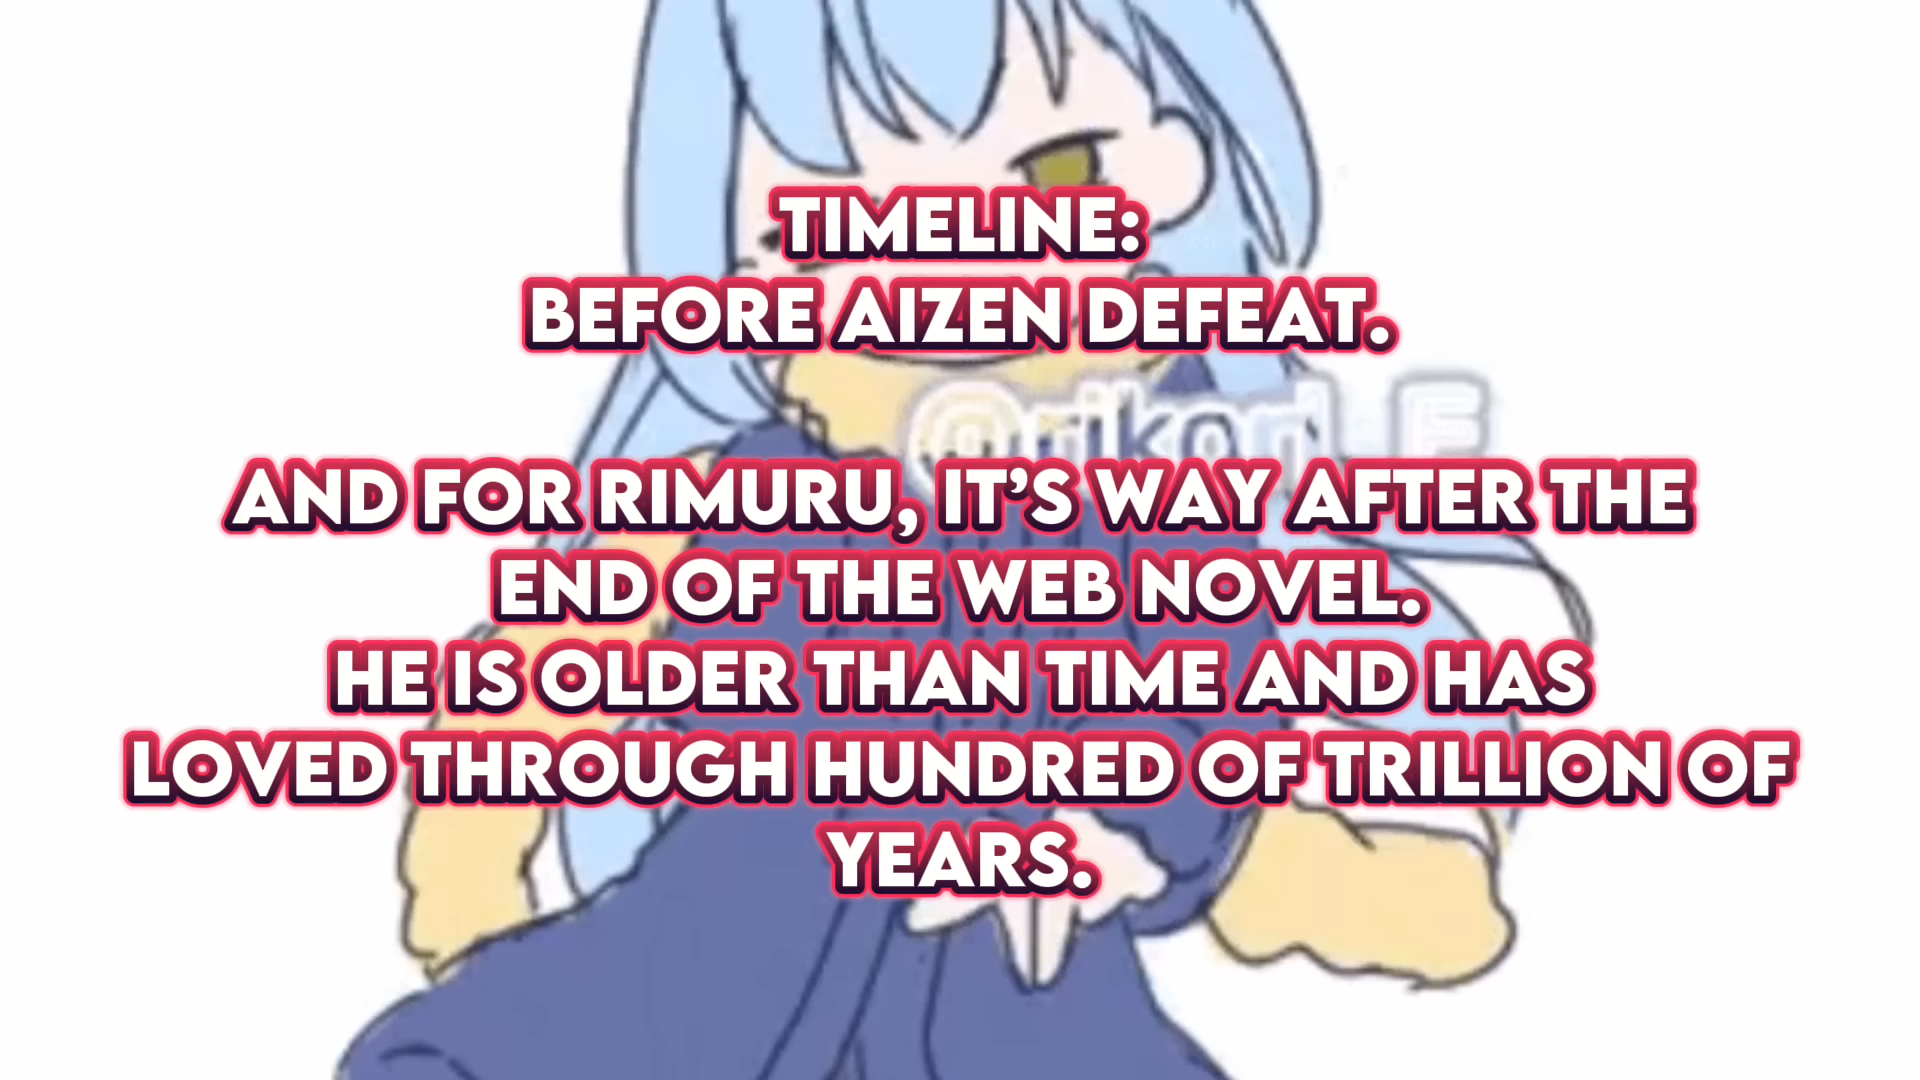 TIMELINE:
BEFORE AIZEN DEFEAT.
AND FOR RIMURU, IT'S WAY AFTER THE
END OF THE WEB NOVEL.
HE IS OLDER THAN TIME AND HAS
LOVED THROUGH HUNDRED OF TRILLION OF
YEARS.